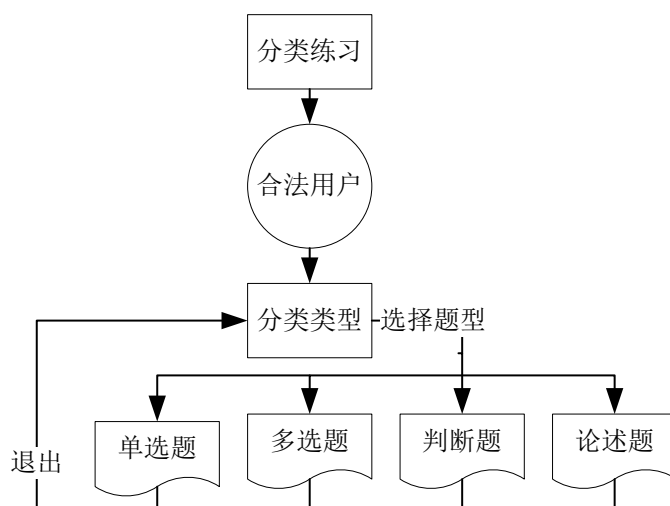 分类练习
合法用户
分类类型
选择题型
单选题
多选题
判断题
论述题
退出